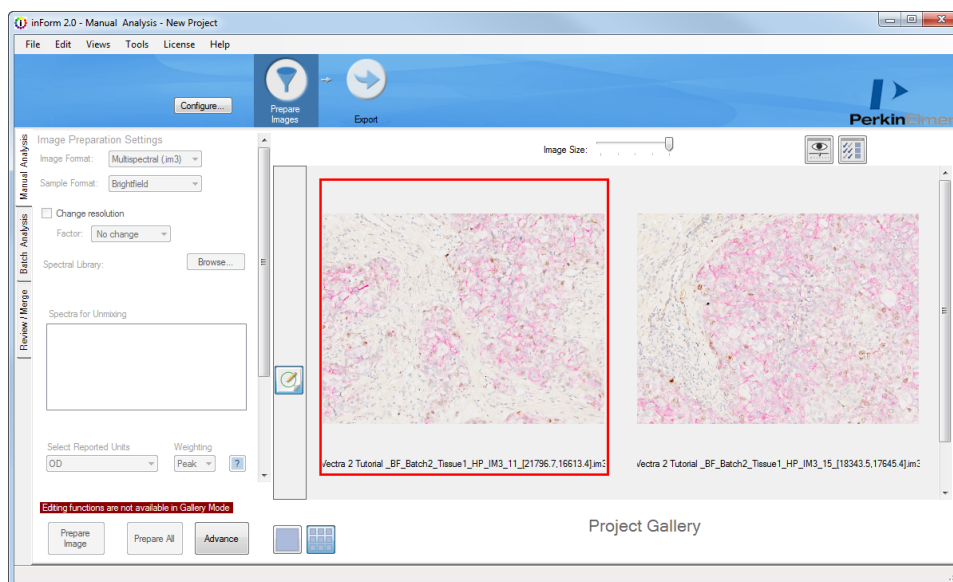 inForm 2.0 - Manual Analysis - New Project
File Edit Views Tools License Help
Configure...
Prepare
Images
Export
PerkinElmer
Manual Analysis
Batch Analysis
Review / Merge
Image Preparation Settings
Image Format: Multispectral (.im3)
Sample Format: Brightfield
Change resolution
Factor: No change
Spectral Library: Browse...
Spectra for Unmixing
Select Reported Units Weighting
OD Peak ?
Editing functions are not available in Gallery Mode
Prepare
Image
Prepare All
Advance
Image Size:
Vectra 2 Tutorial _BF_Batch2_Tissue1_HP_IM3_11_[21796.7,16613.4].im3
Vectra 2 Tutorial _BF_Batch2_Tissue1_HP_IM3_15_[18343.5,17645.4].im3
Project Gallery